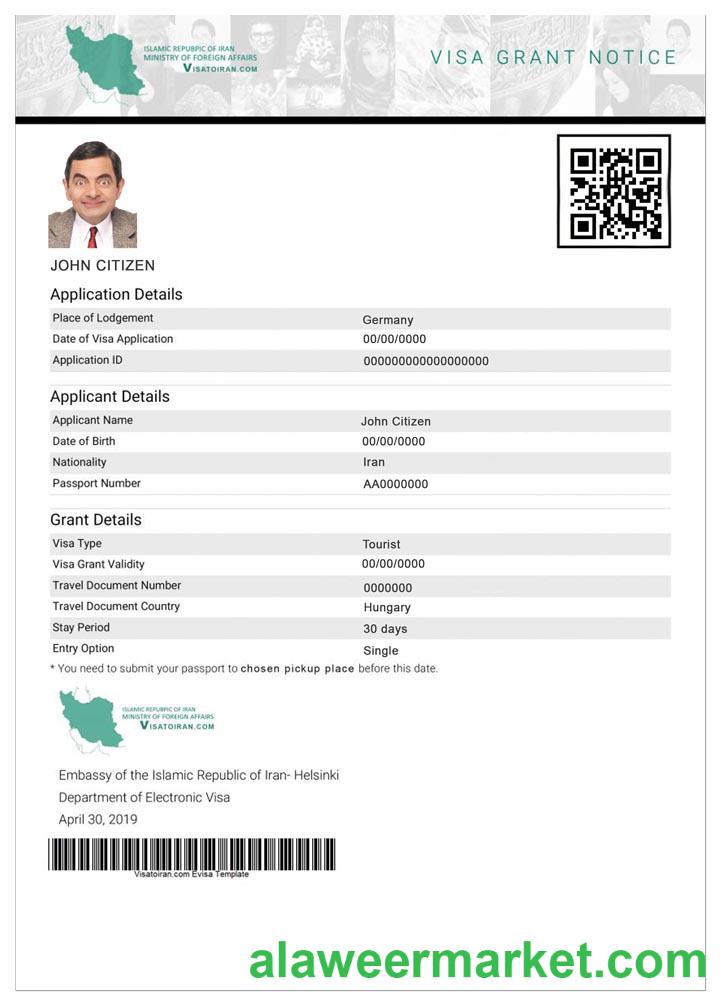 ISLAMIC REPUBPIC OF IRAN
MINISTRY OF FOREIGN AFFAIRS
VISATOIRAN.COM
VISA GRANT NOTICE
JOHN CITIZEN
Application Details
Place of Lodgement Germany
Date of Visa Application 00/00/0000
Application ID 000000000000000000
Applicant Details
Applicant Name John Citizen
Date of Birth 00/00/0000
Nationality Iran
Passport Number AA0000000
Grant Details
Visa Type Tourist
Visa Grant Validity 00/00/0000
Travel Document Number 0000000
Travel Document Country Hungary
Stay Period 30 days
Entry Option Single
* You need to submit your passport to chosen pickup place before this date.
ISLAMIC REPUBPIC OF IRAN
MINISTRY OF FOREIGN AFFAIRS
VISATOIRAN.COM
Embassy of the Islamic Republic of Iran- Helsinki
Department of Electronic Visa
April 30, 2019
Visatoiran.com Evisa Template
alaweermarket.com